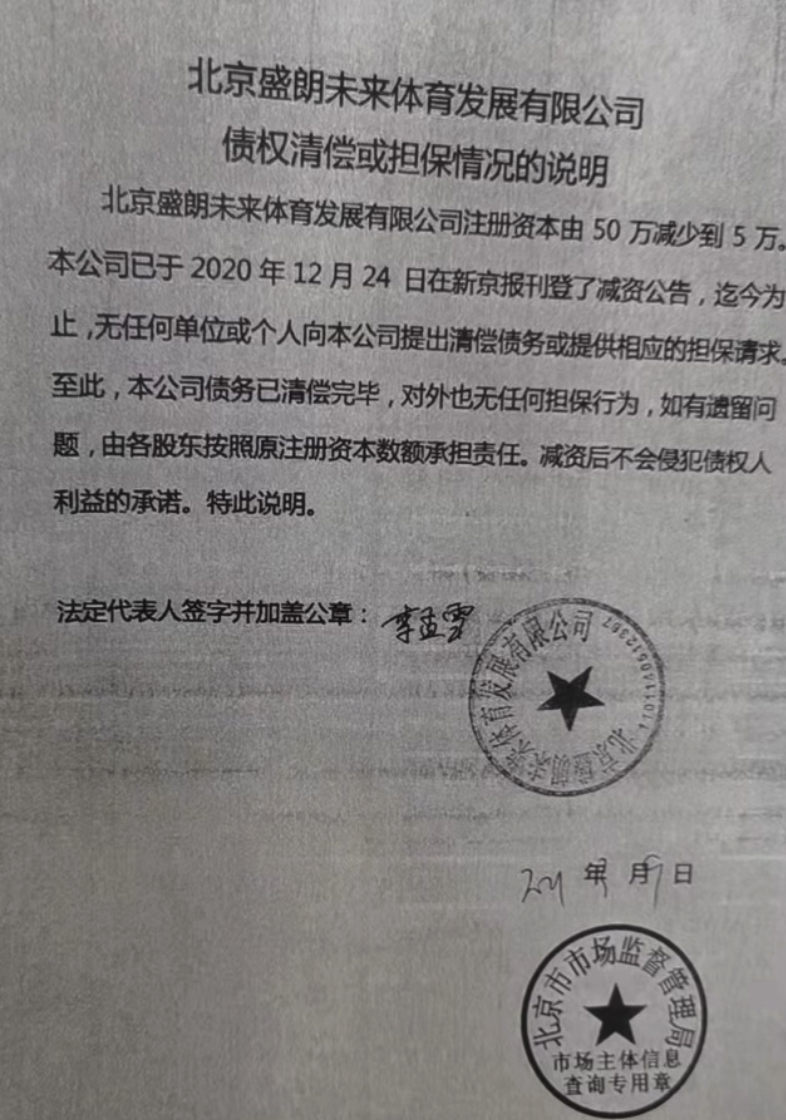 北京盛朗未来体育发展有限公司
债权清偿或担保情况的说明
北京盛朗未来体育发展有限公司注册资本由 50 万减少到 5 万。
本公司已于 2020 年 12 月 24 日在新京报刊登了减资公告，迄今为
止，无任何单位或个人向本公司提出清偿债务或提供相应的担保请求。
至此，本公司债务已清偿完毕，对外也无任何担保行为，如有遗留问
题，由各股东按照原注册资本数额承担责任。减资后不会侵犯债权人
利益的承诺。特此说明。
法定代表人签字并加盖公章：
北京盛朗未来体育发展有限公司
年 月 日
北京市市场监督管理局
市场主体信息
查询专用章